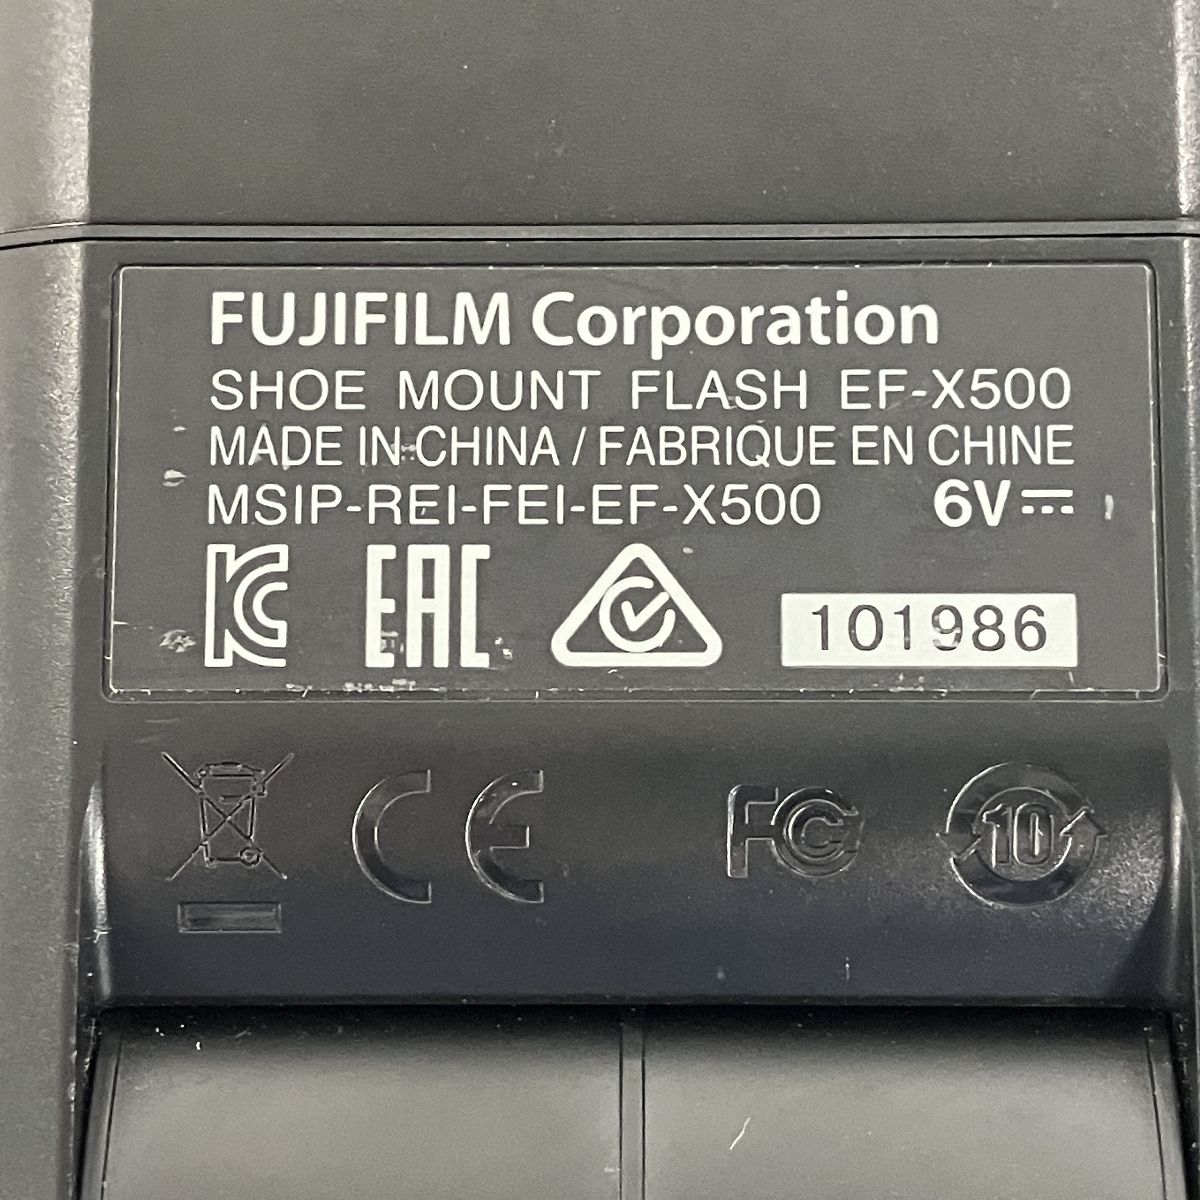 FUJIFILM Corporation
SHOE MOUNT FLASH EF-X500
MADE IN CHINA / FABRIQUE EN CHINE
MSIP-REI-FEI-EF-X500 6V
KC EAC 101986
CE FC 10